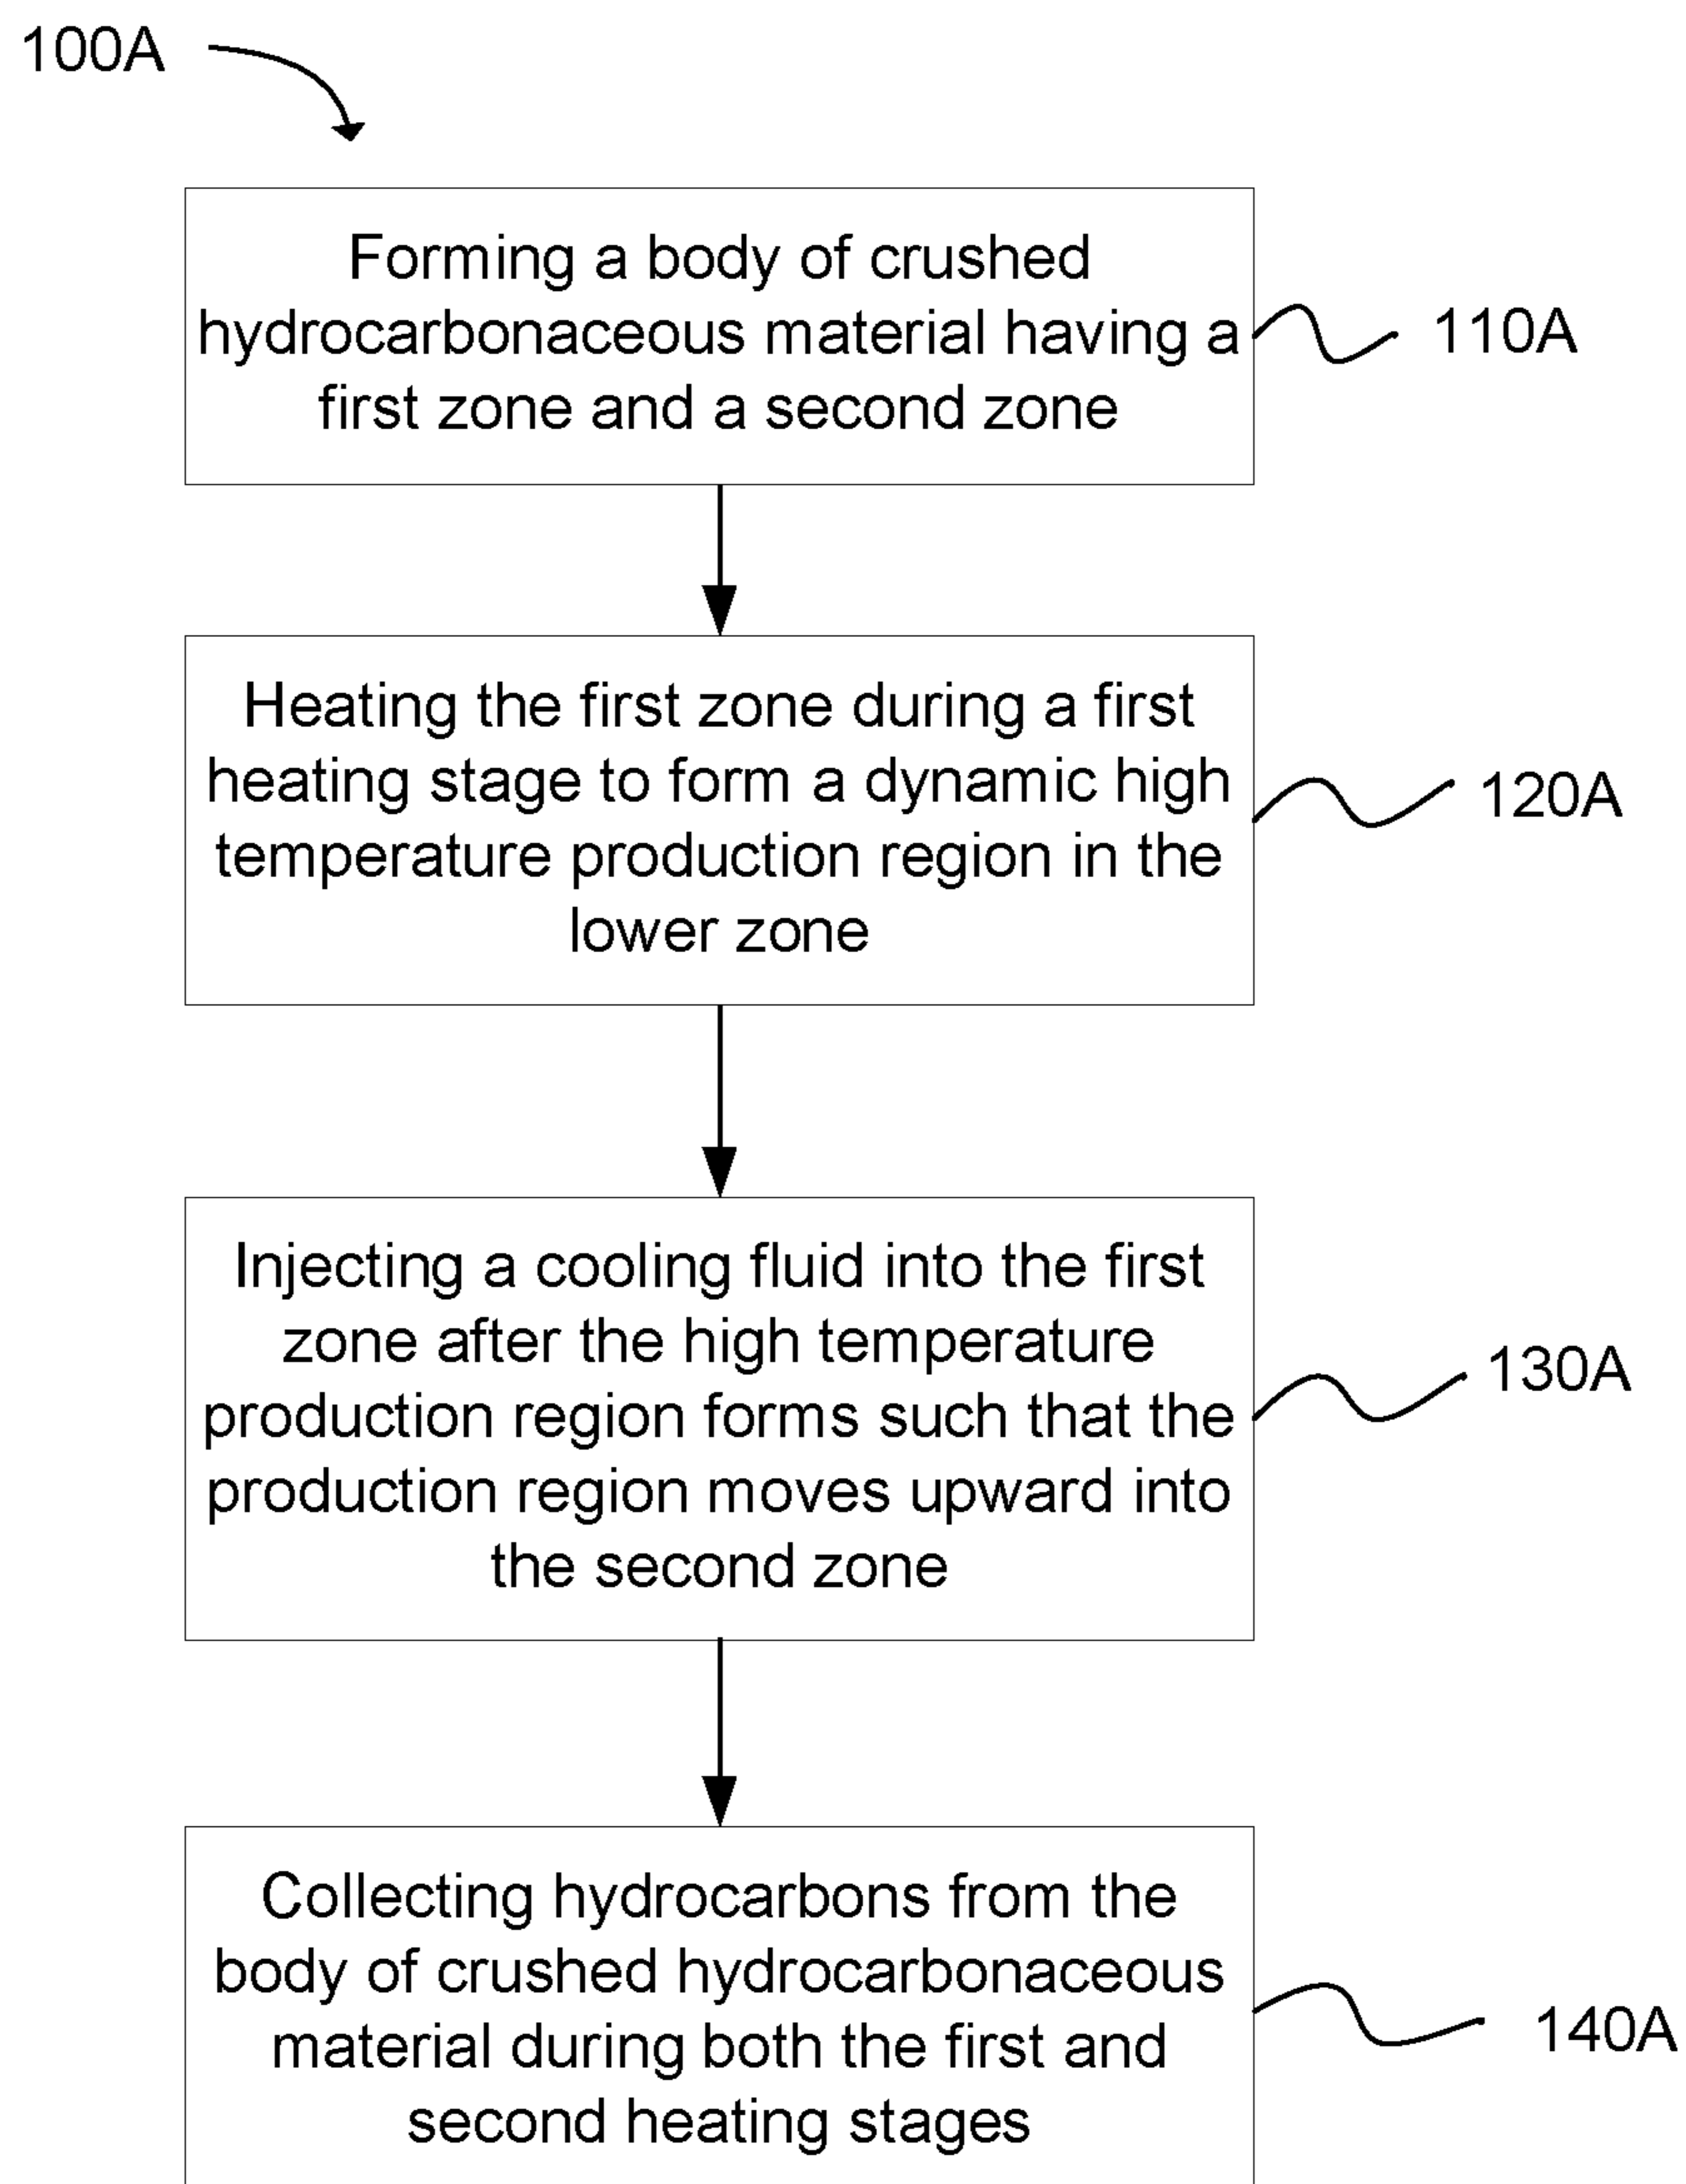 100A
Forming a body of crushed
hydrocarbonaceous material having a
first zone and a second zone
110A
Heating the first zone during a first
heating stage to form a dynamic high
temperature production region in the
lower zone
120A
Injecting a cooling fluid into the first
zone after the high temperature
production region forms such that the
production region moves upward into
the second zone
130A
Collecting hydrocarbons from the
body of crushed hydrocarbonaceous
material during both the first and
second heating stages
140A